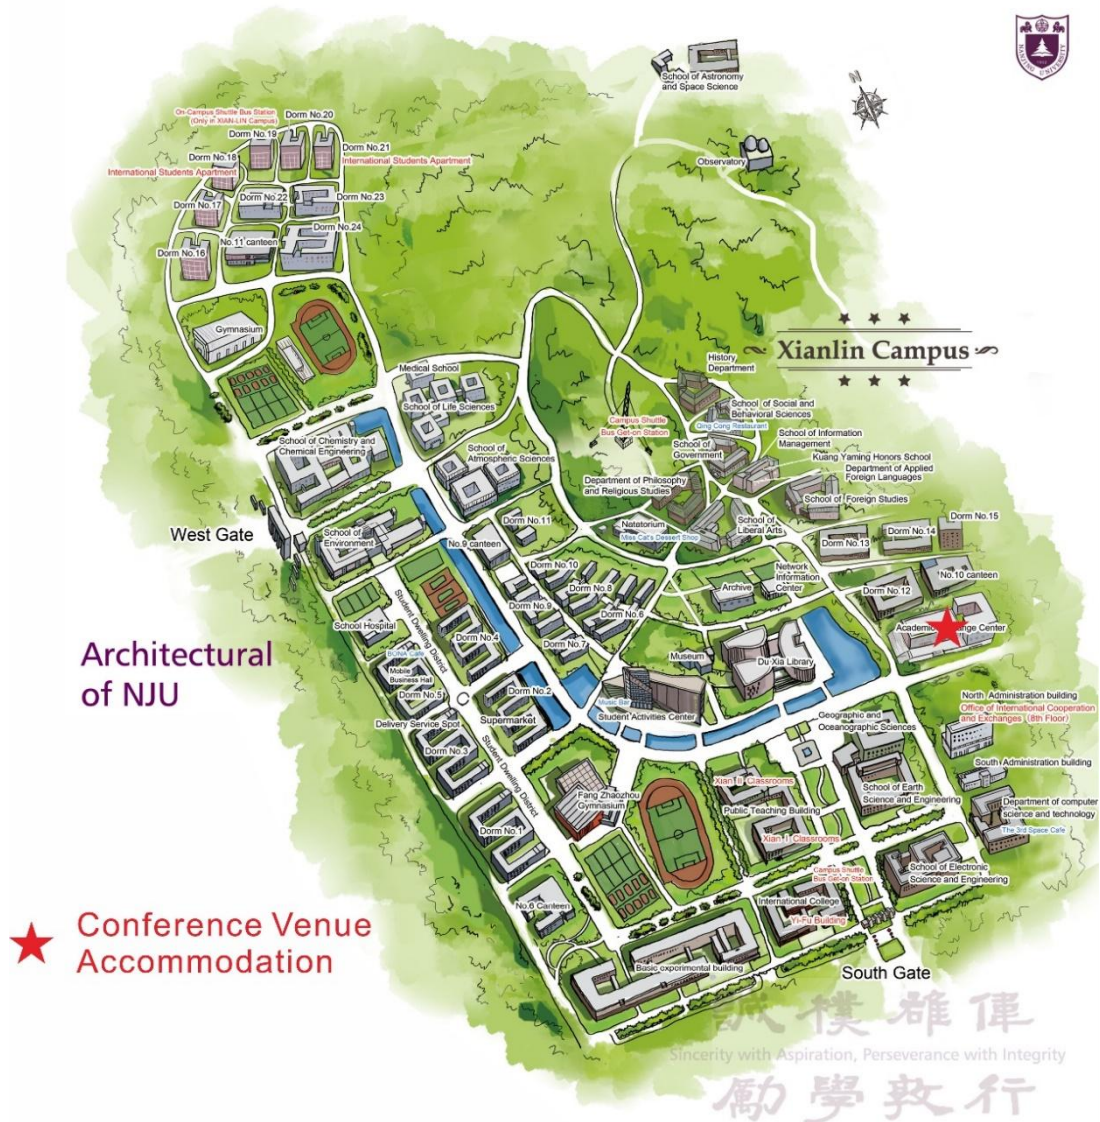 NANJING UNIVERSITY
1902
School of Astronomy
and Space Science
N
Observatory
On-Campus Shuttle Bus Station
(Only in XIAN-LIN Campus)
Dorm No.20
Dorm No.19
Dorm No.21
International Students Apartment
Dorm No.18
International Students Apartment
Dorm No.22
Dorm No.23
Dorm No.17
Dorm No.24
No.11 canteen
Dorm No.16
Gymnasium
Xianlin Campus
Medical School
School of Life Sciences
History
Department
School of Social and
Behavioral Sciences
Qing Cong Restaurant
Campus Shuttle
Bus Get-on Station
School of
Government
School of Information
Management
Kuang Yaming Honors School
Department of Applied
Foreign Languages
School of Foreign Studies
School of Chemistry and
Chemical Engineering
School of
Atmospheric Sciences
Department of Philosophy
and Religious Studies
West Gate
School of
Environment
No.9 canteen
Dorm No.11
Natatorium
Miss Cat's Dessert Shop
School of
Liberal Arts
Dorm No.13
Dorm No.14
Dorm No.15
Dorm No.10
Dorm No.8
Dorm No.9
Dorm No.6
Dorm No.7
Archive
Network
Information
Center
Dorm No.12
No.10 canteen
Student Dwelling District
School Hospital
BONA Cafe
Mobile
Business Hall
Dorm No.4
Dorm No.5
Dorm No.2
Delivery Service Spot
Supermarket
Dorm No.3
Student Dwelling District
Museum
Du Xia Library
Music Bar
Student Activities Center
Architectural
of NJU
North Administration building
Office of International Cooperation
and Exchanges (8th Floor)
Geographic and
Oceanographic Sciences
South Administration building
School of Earth
Science and Engineering
Department of computer
science and technology
The 3rd Space Cafe
Xian II Classrooms
Public Teaching Building
Xian I Classrooms
Fang Zhaozhou
Gymnasium
Dorm No.1
Campus Shuttle
Bus Get-on Station
School of Electronic
Science and Engineering
No.6 Canteen
International College
Yi-Fu Building
Basic experimental building
South Gate
Conference Venue
Accommodation
誠樸雄偉
Sincerity with Aspiration, Perseverance with Integrity
勵學敦行